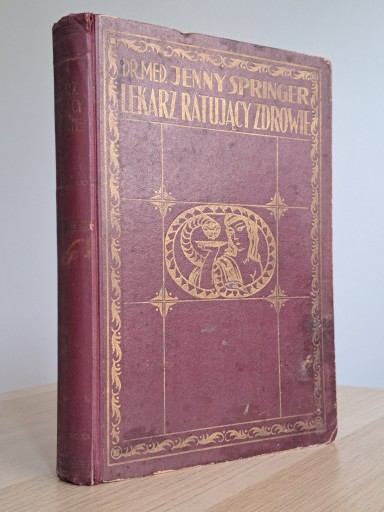 DR. MED JENNY SPRINGER
LEKARZ RATUJĄCY ZDROWIE